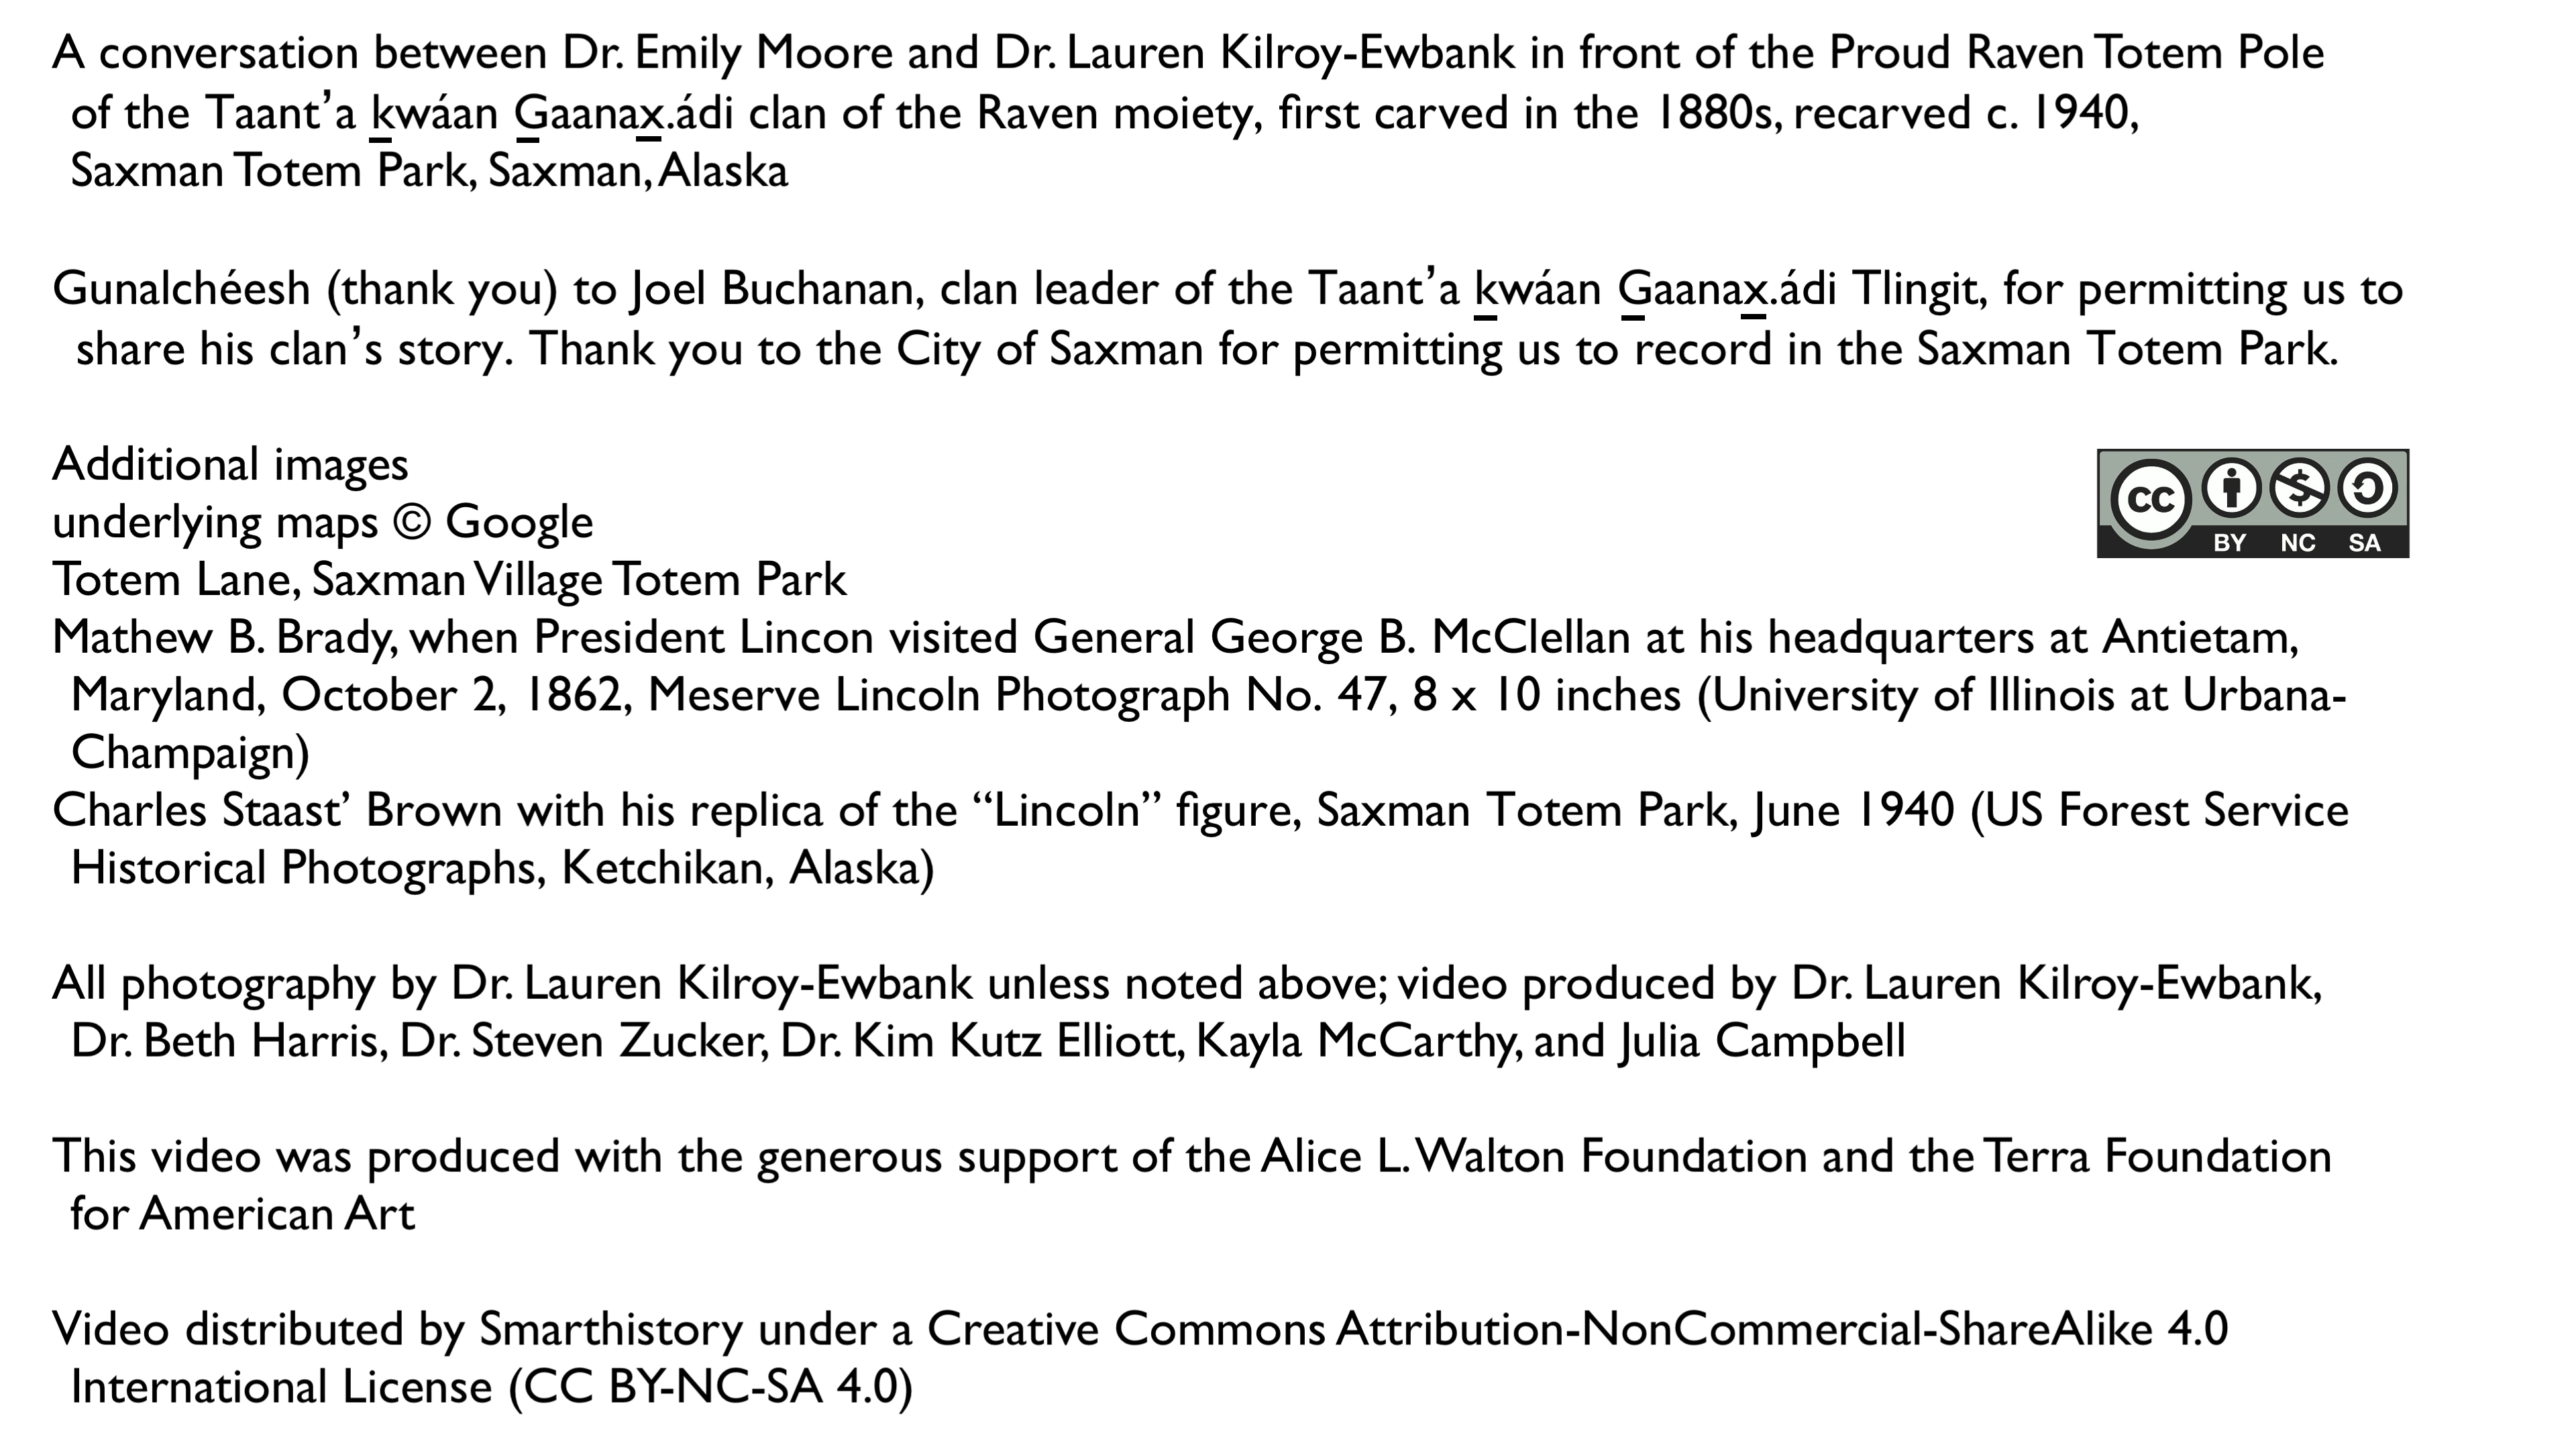 A conversation between Dr. Emily Moore and Dr. Lauren Kilroy-Ewbank in front of the Proud Raven Totem Pole
of the Taant’a ḵwáan G̱aanax̱.ádi clan of the Raven moiety, first carved in the 1880s, recarved c. 1940,
Saxman Totem Park, Saxman, Alaska
Gunalchéesh (thank you) to Joel Buchanan, clan leader of the Taant’a ḵwáan G̱aanax̱.ádi Tlingit, for permitting us to
share his clan’s story. Thank you to the City of Saxman for permitting us to record in the Saxman Totem Park.
Additional images
underlying maps © Google
Totem Lane, Saxman Village Totem Park
Mathew B. Brady, when President Lincon visited General George B. McClellan at his headquarters at Antietam,
Maryland, October 2, 1862, Meserve Lincoln Photograph No. 47, 8 x 10 inches (University of Illinois at Urbana-
Champaign)
Charles Staast’ Brown with his replica of the “Lincoln” figure, Saxman Totem Park, June 1940 (US Forest Service
Historical Photographs, Ketchikan, Alaska)
CC BY NC SA
All photography by Dr. Lauren Kilroy-Ewbank unless noted above; video produced by Dr. Lauren Kilroy-Ewbank,
Dr. Beth Harris, Dr. Steven Zucker, Dr. Kim Kutz Elliott, Kayla McCarthy, and Julia Campbell
This video was produced with the generous support of the Alice L. Walton Foundation and the Terra Foundation
for American Art
Video distributed by Smarthistory under a Creative Commons Attribution-NonCommercial-ShareAlike 4.0
International License (CC BY-NC-SA 4.0)